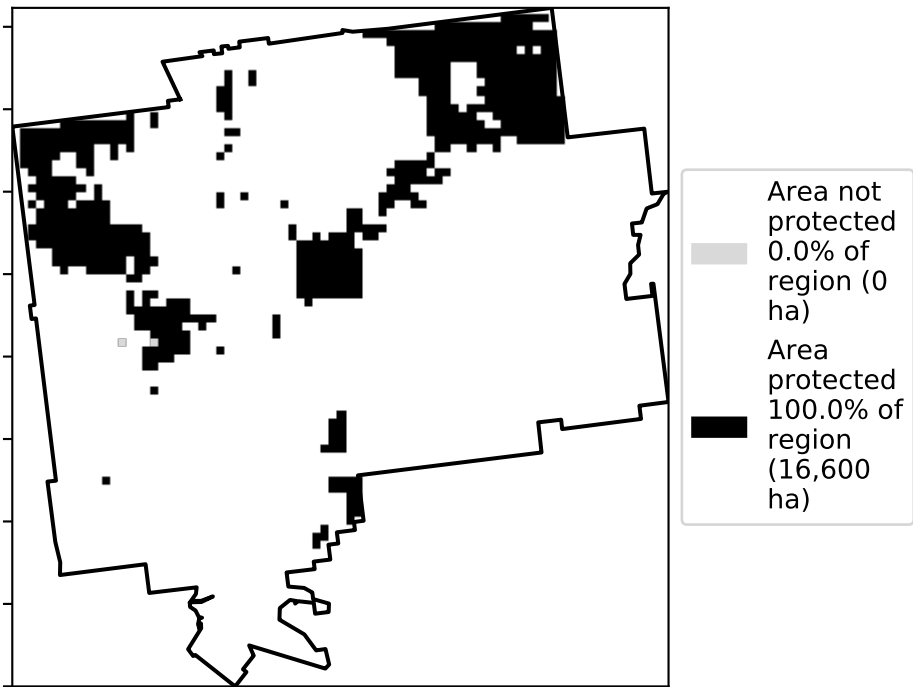 Area not
protected
0.0% of
region (0
ha)
Area
protected
100.0% of
region
(16,600
ha)